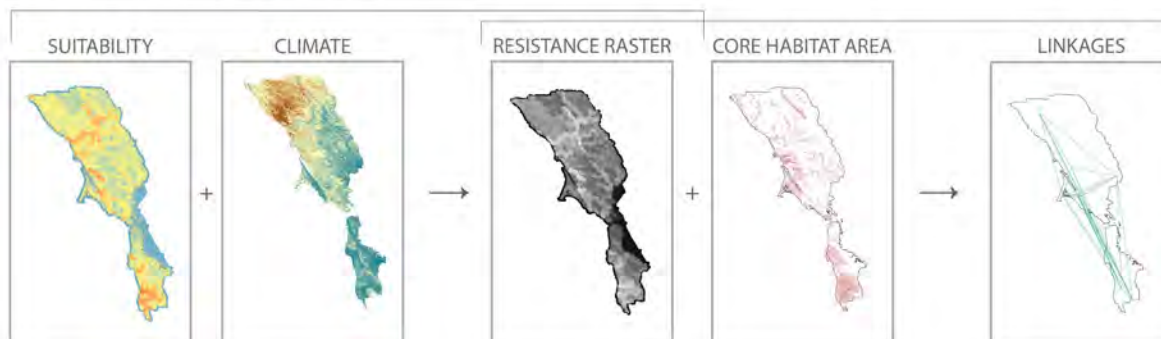 SUITABILITY
CLIMATE
RESISTANCE RASTER
CORE HABITAT AREA
LINKAGES
+
+